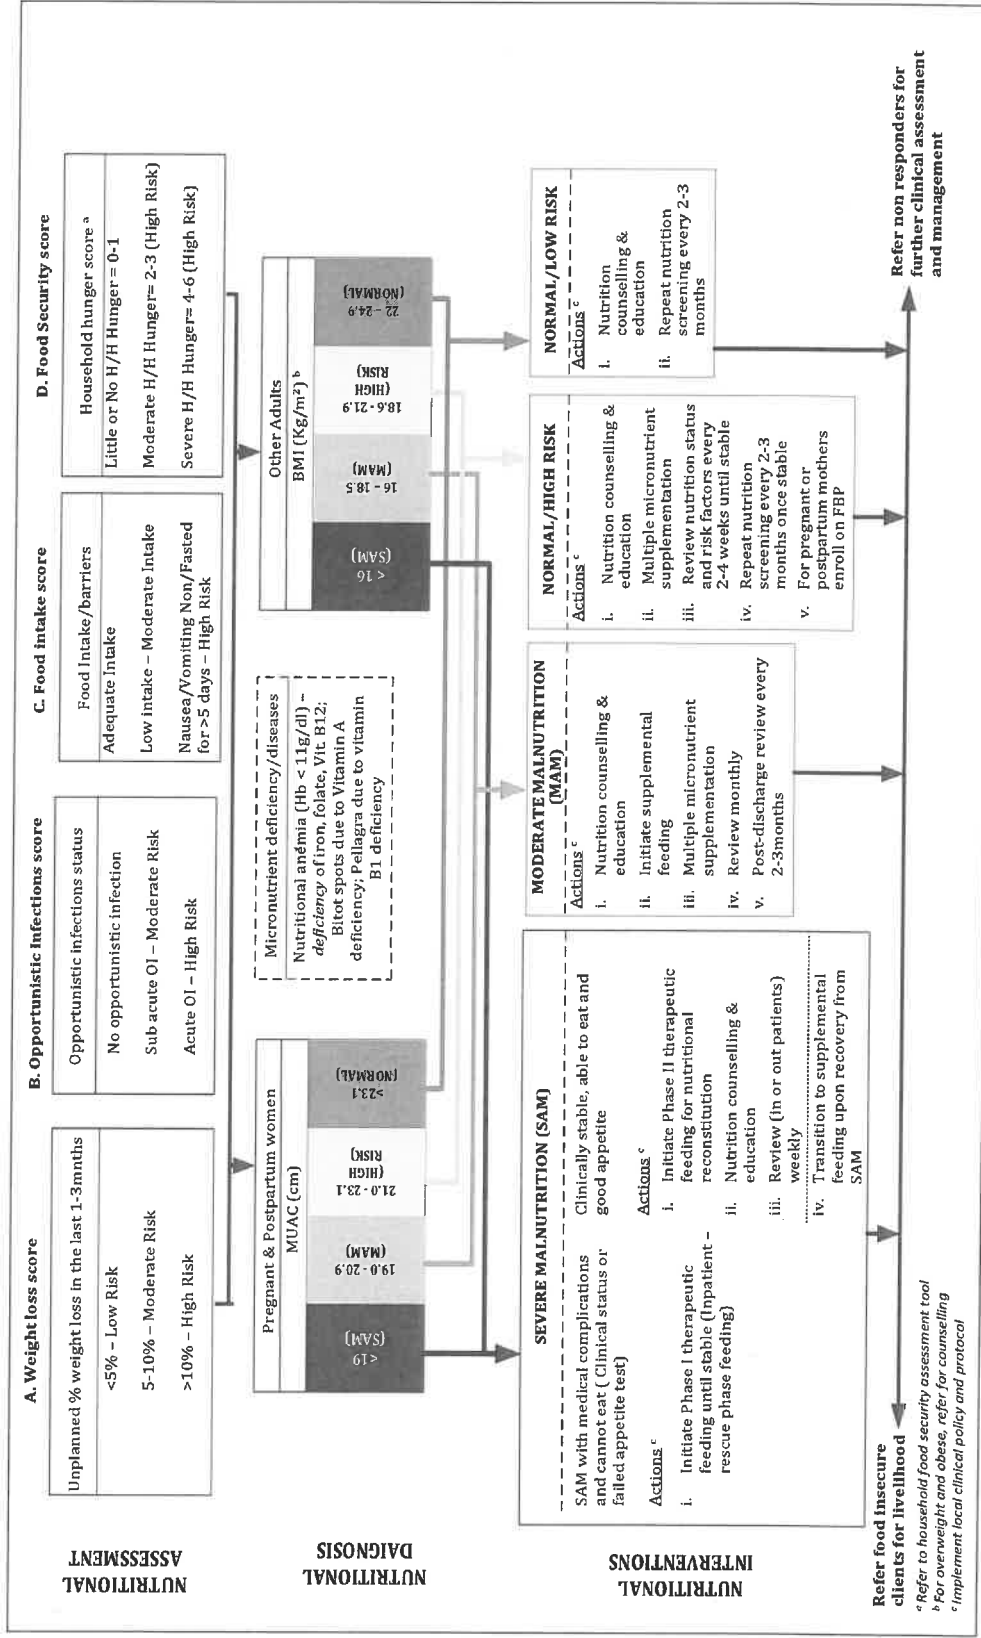 NUTRITIONAL
ASSESSMENT
A. Weight loss score
Unplanned % weight loss in the last 1-3mnths
<5% – Low Risk
5-10% – Moderate Risk
>10% – High Risk
B. Opportunistic Infections score
Opportunistic infections status
No opportunistic infection
Sub acute OI – Moderate Risk
Acute OI – High Risk
C. Food intake score
Food Intake/barriers
Adequate Intake
Low intake – Moderate Intake
Nausea/Vomiting Non/Fasted
for >5 days – High Risk
D. Food Security score
Household hunger score a
Little or No H/H Hunger = 0-1
Moderate H/H Hunger= 2-3 (High Risk)
Severe H/H Hunger= 4-6 (High Risk)
NUTRITIONAL
DAIGNOSIS
Pregnant & Postpartum women
MUAC (cm)
<19
(SAM)
19.0 - 20.9
(MAM)
21.0 - 23.1
(HIGH
RISK)
>23.1
(NORMAL)
Micronutrient deficiency/diseases
Nutritional anémia (Hb < 11g/dl) –
deficiency of iron, folate, Vit. B12;
Bitot spots due to Vitamin A
deficiency; Pellagra due to vitamin
B1 deficiency
Other Adults
BMI (Kg/m²) b
< 16
(SAM)
16 - 18.5
(MAM)
18.6 - 21.9
(HIGH
RISK)
22 - 24.9
(NORMAL)
NUTRITIONAL
INTERVENTIONS
SEVERE MALNUTRITION (SAM)
SAM with medical complications
and cannot eat ( Clinical status or
failed appetite test)
Actions c
i. Initiate Phase I therapeutic
feeding until stable (Inpatient –
rescue phase feeding)
Clinically stable, able to eat and
good appetite
Actions c
i. Initiate Phase II therapeutic
feeding for nutritional
reconstitution
ii. Nutrition counselling &
education
iii. Review (in or out patients)
weekly
iv. Transition to supplemental
feeding upon recovery from
SAM
MODERATE MALNUTRITION
(MAM)
Actions c
i. Nutrition counselling &
education
ii. Initiate supplemental
feeding
iii. Multiple micronutrient
supplementation
iv. Review monthly
v. Post-discharge review every
2-3months
NORMAL/HIGH RISK
Actions c
i. Nutrition counselling &
education
ii. Multiple micronutrient
supplementation
iii. Review nutrition status
and risk factors every
2-4 weeks until stable
iv. Repeat nutrition
screening every 2-3
months once stable
v. For pregnant or
postpartum mothers
enroll on FBP
NORMAL/LOW RISK
Actions c
i. Nutrition
counselling &
education
ii. Repeat nutrition
screening every 2-3
months
Refer food insecure
clients for livelihood
Refer non responders for
further clinical assessment
and management
a Refer to household food security assessment tool
b For overweight and obese, refer for counselling
c Implement local clinical policy and protocol